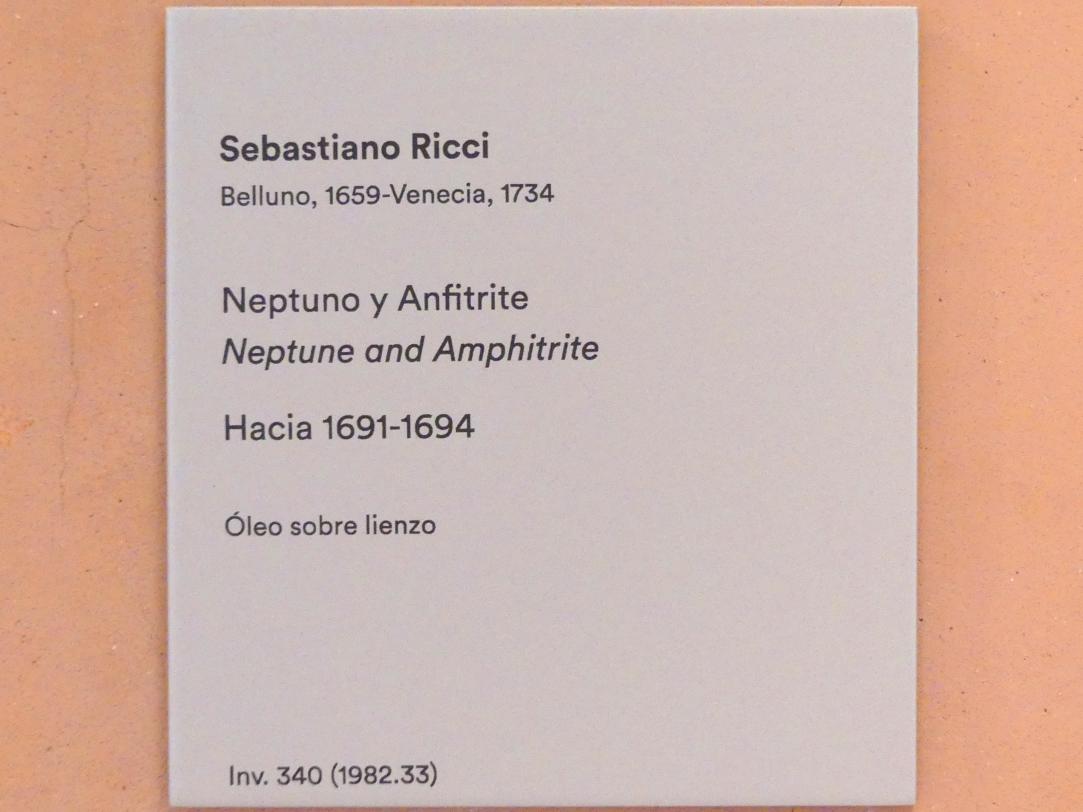 Sebastiano Ricci
Belluno, 1659-Venecia, 1734
Neptuno y Anfitrite
Neptune and Amphitrite
Hacia 1691-1694
Óleo sobre lienzo
Inv. 340 (1982.33)